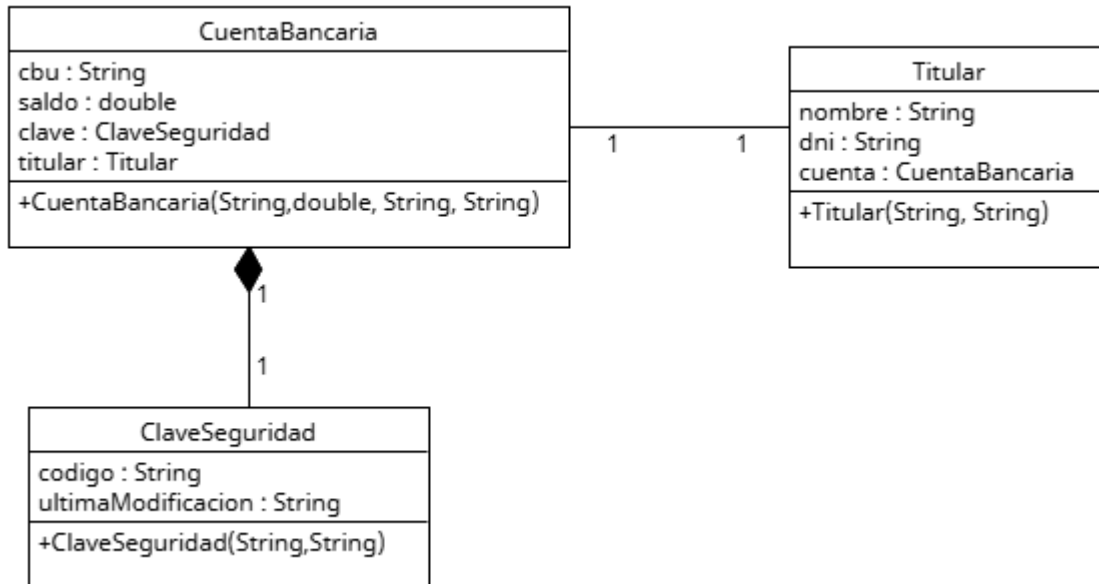 CuentaBancaria
cbu : String
saldo : double
clave : ClaveSeguridad
titular : Titular
+CuentaBancaria(String,double, String, String)
1
1
Titular
nombre : String
dni : String
cuenta : CuentaBancaria
+Titular(String, String)
1
1
ClaveSeguridad
codigo : String
ultimaModificacion : String
+ClaveSeguridad(String,String)